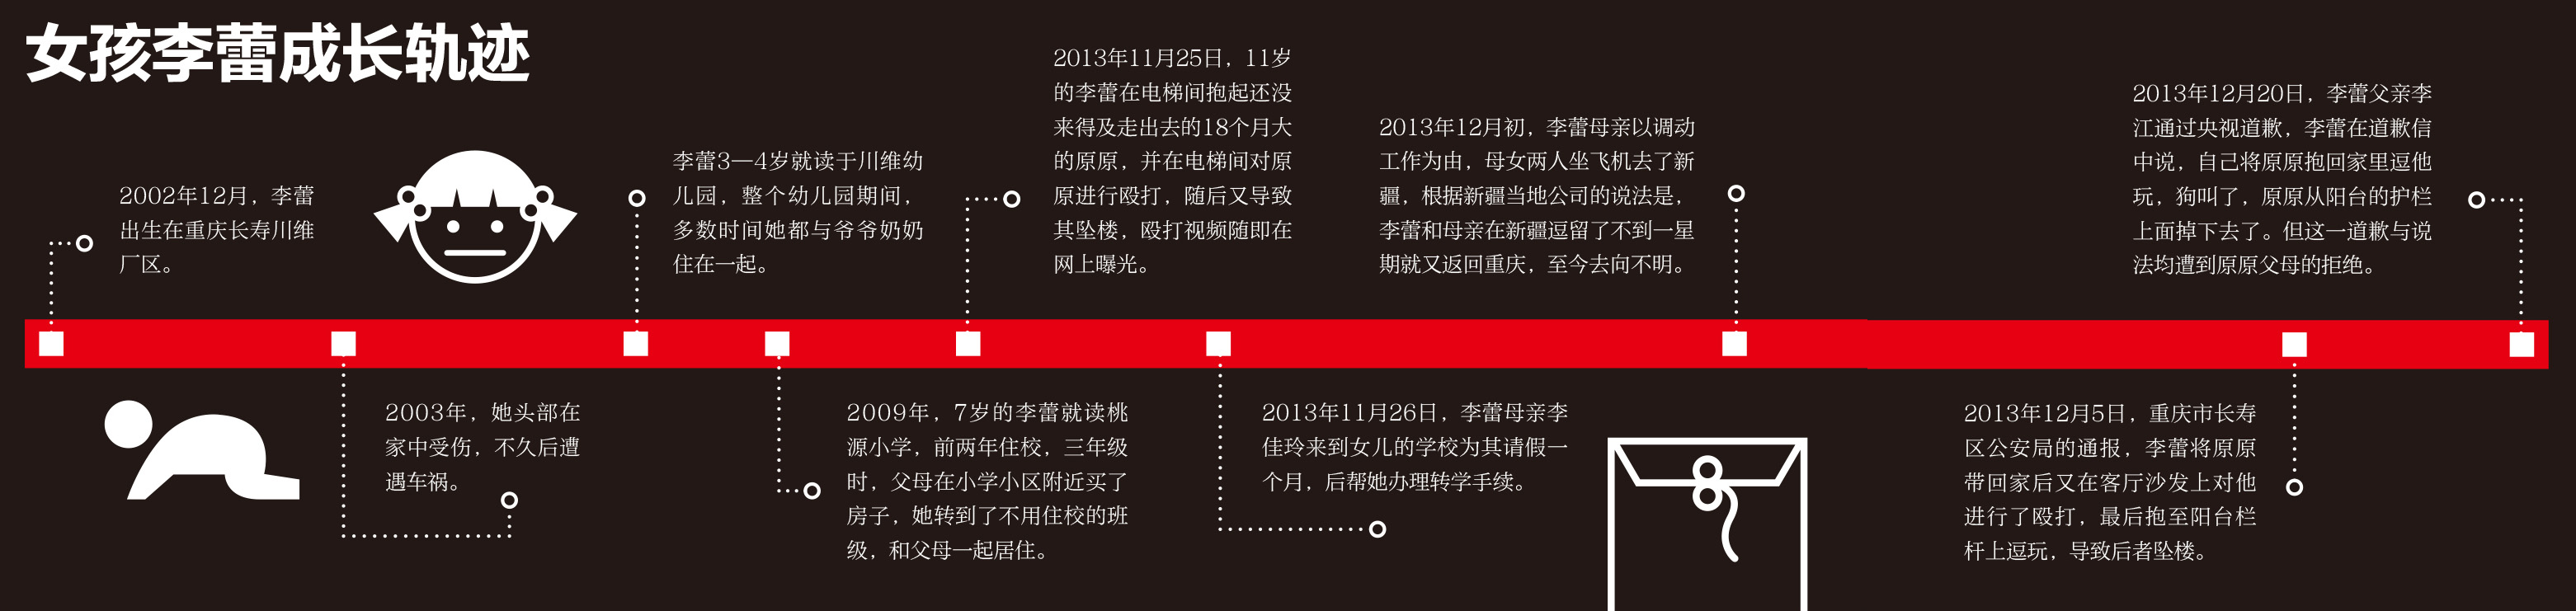 女孩李蕾成长轨迹
2002年12月，李蕾
出生在重庆长寿川维
厂区。
2003年，她头部在
家中受伤，不久后遭
遇车祸。
李蕾3—4岁就读于川维幼
儿园，整个幼儿园期间，
多数时间她都与爷爷奶奶
住在一起。
2009年，7岁的李蕾就读桃
源小学，前两年住校，三年级
时，父母在小学小区附近买了
房子，她转到了不用住校的班
级，和父母一起居住。
2013年11月25日，11岁
的李蕾在电梯间抱起还没
来得及走出去的18个月大
的原原，并在电梯间对原
原进行殴打，随后又导致
其坠楼，殴打视频随即在
网上曝光。
2013年11月26日，李蕾母亲李
佳玲来到女儿的学校为其请假一
个月，后帮她办理转学手续。
2013年12月初，李蕾母亲以调动
工作为由，母女两人坐飞机去了新
疆，根据新疆当地公司的说法是，
李蕾和母亲在新疆逗留了不到一星
期就又返回重庆，至今去向不明。
2013年12月5日，重庆市长寿
区公安局的通报，李蕾将原原
带回家后又在客厅沙发上对他
进行了殴打，最后抱至阳台栏
杆上逗玩，导致后者坠楼。
2013年12月20日，李蕾父亲李
江通过央视道歉，李蕾在道歉信
中说，自己将原原抱回家里逗他
玩，狗叫了，原原从阳台的护栏
上面掉下去了。但这一道歉与说
法均遭到原原父母的拒绝。